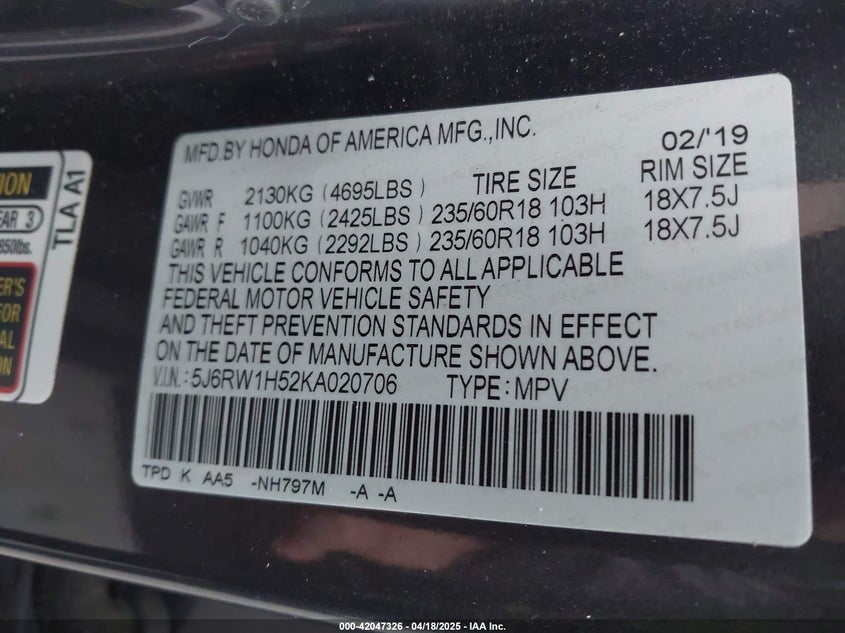 MFD.BY HONDA OF AMERICA MFG.,INC. 02/'19
TIRE SIZE RIM SIZE
GVWR 2130KG (4695LBS)
GAWR F 1100KG (2425LBS) 235/60R18 103H 18X7.5J
GAWR R 1040KG (2292LBS) 235/60R18 103H 18X7.5J
THIS VEHICLE CONFORMS TO ALL APPLICABLE
FEDERAL MOTOR VEHICLE SAFETY
AND THEFT PREVENTION STANDARDS IN EFFECT
ON THE DATE OF MANUFACTURE SHOWN ABOVE.
V.I.N.: 5J6RW1H52KA020706 TYPE: MPV
TPD K AA5 -NH797M -A -A
TLA A1
3
850lbs.
FOR
000-42047326 - 04/18/2025 - IAA Inc.